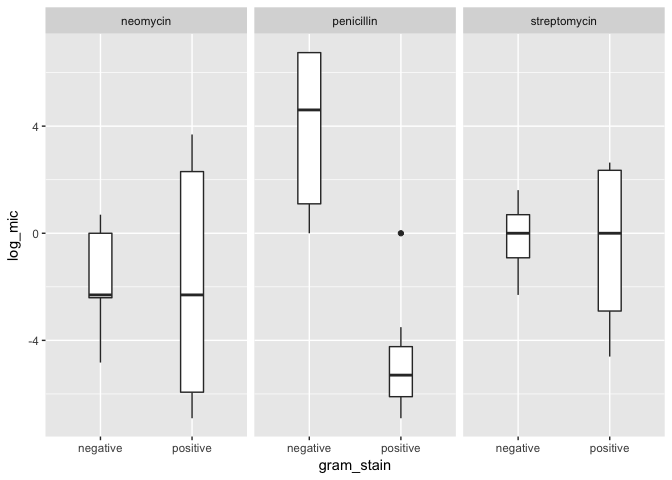 neomycin penicillin streptomycin
4
0
-4
log_mic
negative positive negative positive negative positive
gram_stain